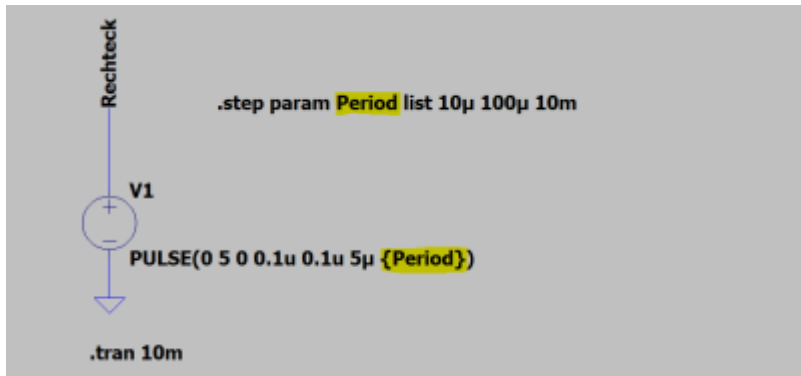 Rechteck
.step param Period list 10µ 100µ 10m
V1
PULSE(0 5 0 0.1u 0.1u 5µ {Period})
.tran 10m